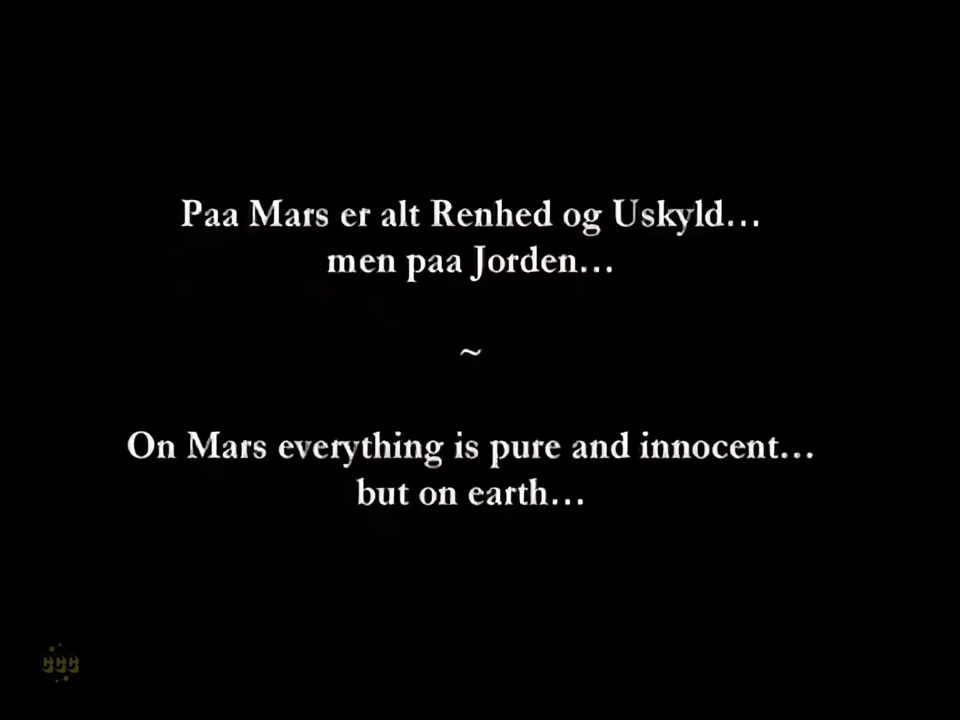 Paa Mars er alt Renhed og Uskyld...
men paa Jorden...
~
On Mars everything is pure and innocent...
but on earth...
CCC